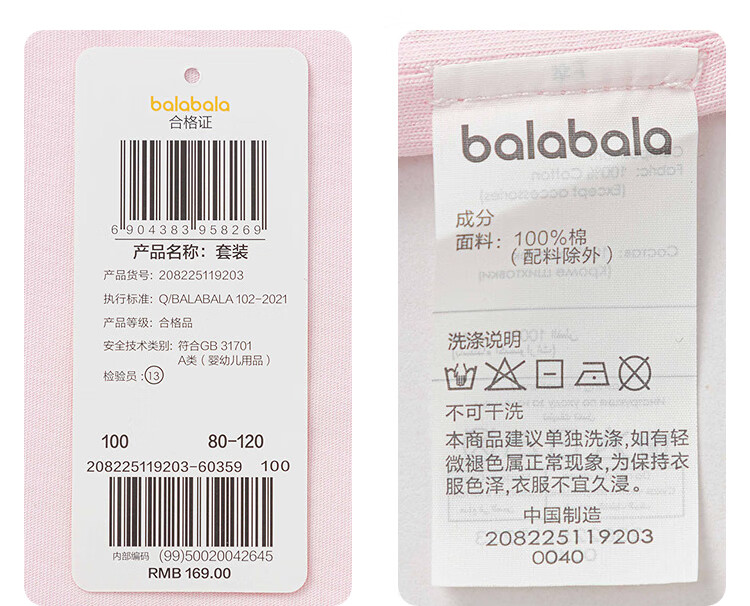 balabala
合格证
6 904383 958269
产品名称：套装
产品货号：208225119203
执行标准：Q/BALABALA 102-2021
产品等级：合格品
安全技术类别：符合GB 31701
A类（婴幼儿用品）
检验员：13
100 80-120
208225119203-60359 100
内部编码 (99)50020042645
RMB 169.00
balabala
成分
面料：100%棉
（配料除外）
洗涤说明
不可干洗
本商品建议单独洗涤,如有轻
微褪色属正常现象,为保持衣
服色泽,衣服不宜久浸。
中国制造
208225119203
0040